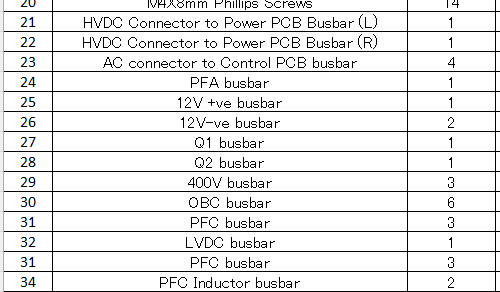 20 M4X8mm Phillips Screws 14
21 HVDC Connector to Power PCB Busbar (L) 1
22 HVDC Connector to Power PCB Busbar (R) 1
23 AC connector to Control PCB busbar 4
24 PFA busbar 1
25 12V +ve busbar 1
26 12V-ve busbar 2
27 Q1 busbar 1
28 Q2 busbar 1
29 400V busbar 3
30 OBC busbar 6
31 PFC busbar 3
32 LVDC busbar 1
31 PFC busbar 3
34 PFC Inductor busbar 2